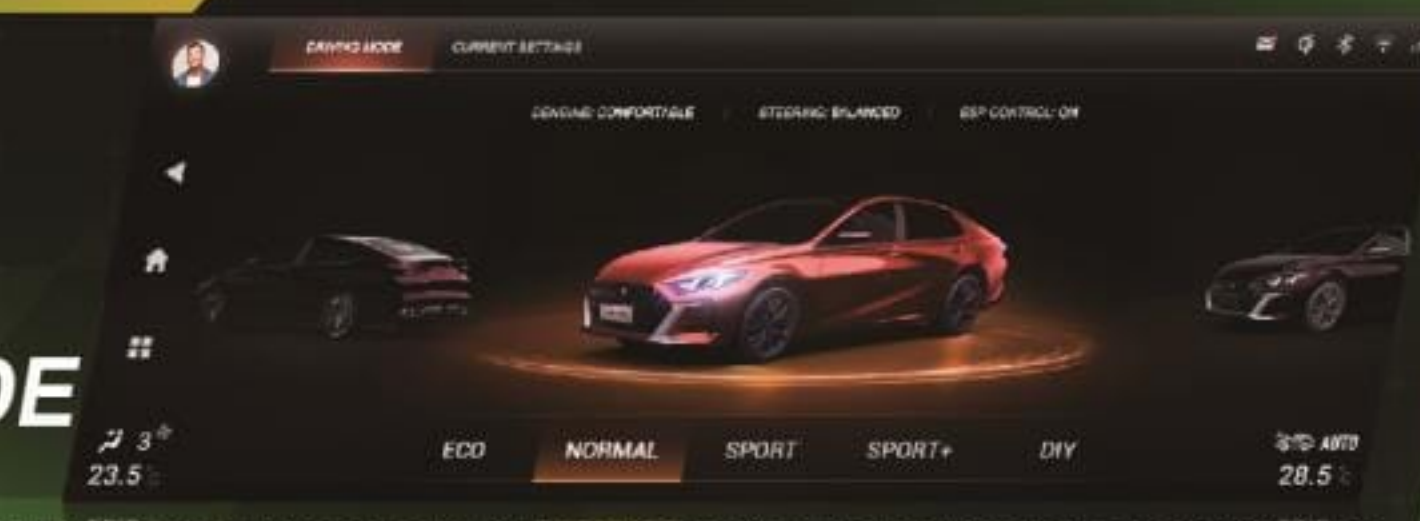 DRIVING MODE CURRENT SETTINGS
COMFORTABLE STEERING: BALANCED ESP CONTROL: ON
DE
ECO NORMAL SPORT SPORT+ DIY
3 AUTO
23.5 28.5